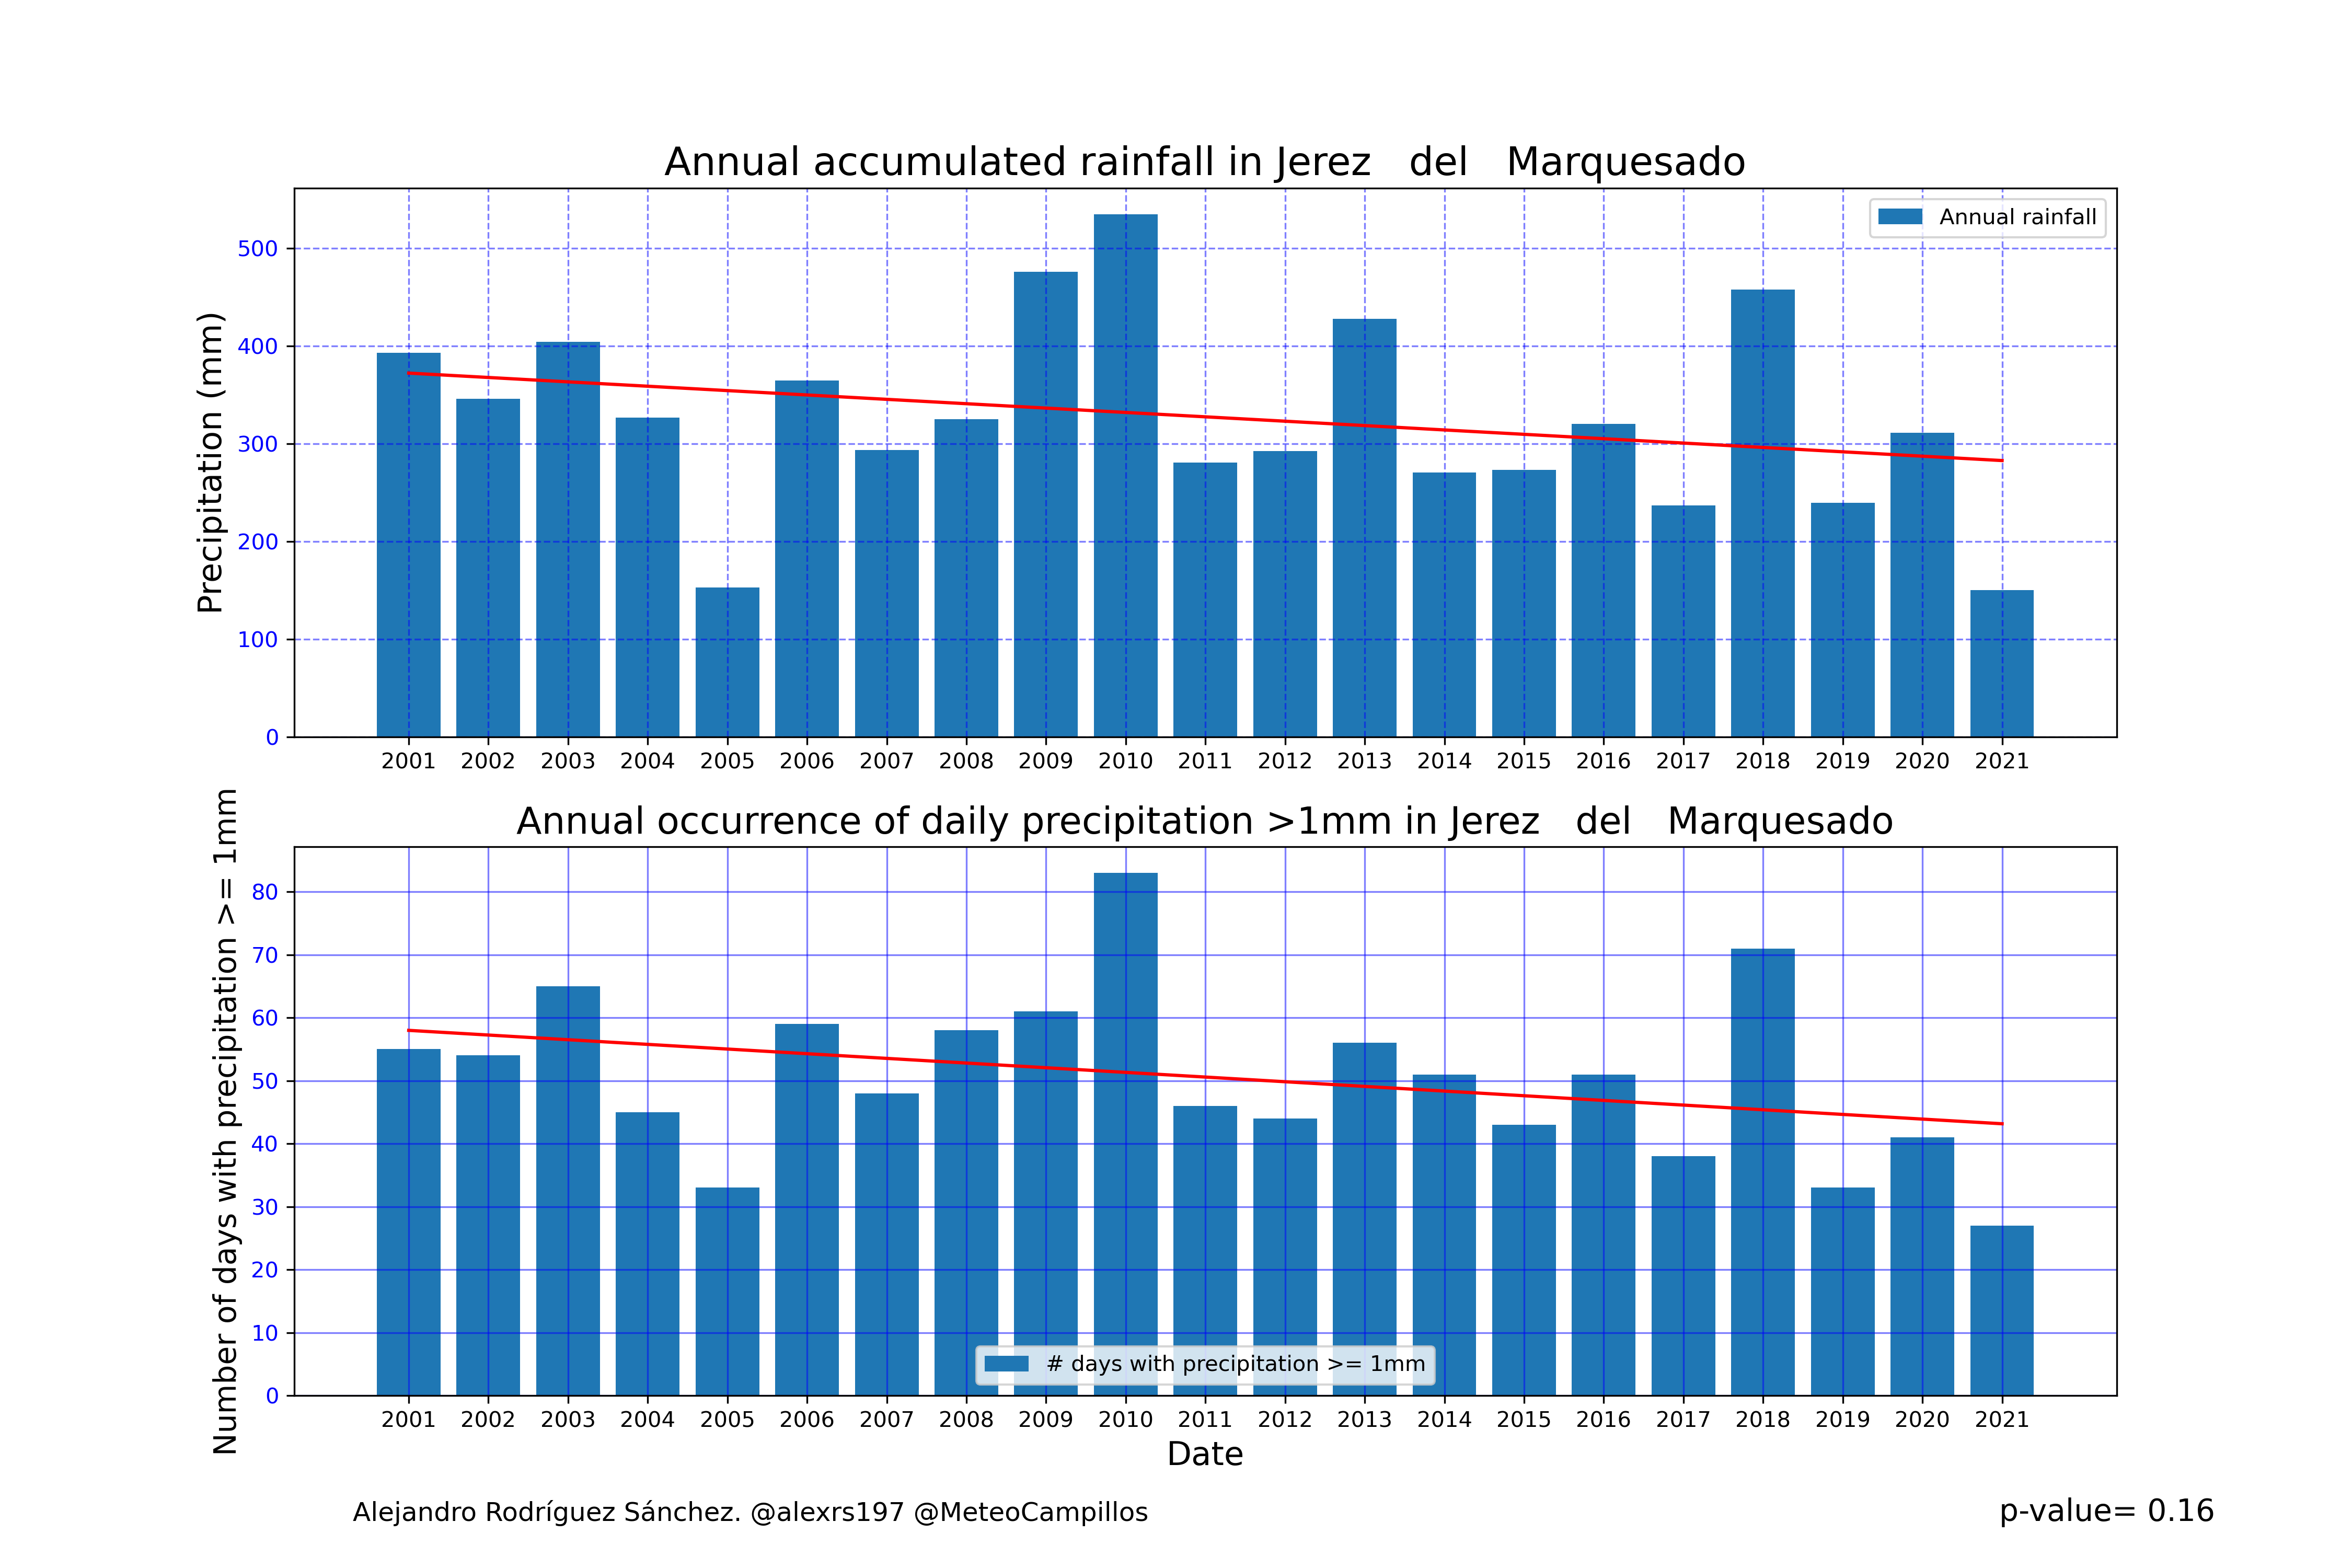 Annual accumulated rainfall in Jerez   del   Marquesado
Annual rainfall
Precipitation (mm)
500
400
300
200
100
0
2001 2002 2003 2004 2005 2006 2007 2008 2009 2010 2011 2012 2013 2014 2015 2016 2017 2018 2019 2020 2021
Annual occurrence of daily precipitation >1mm in Jerez   del   Marquesado
Number of days with precipitation >= 1mm
80
70
60
50
40
30
20
10
0
# days with precipitation >= 1mm
2001 2002 2003 2004 2005 2006 2007 2008 2009 2010 2011 2012 2013 2014 2015 2016 2017 2018 2019 2020 2021
Date
Alejandro Rodríguez Sánchez. @alexrs197 @MeteoCampillos
p-value= 0.16